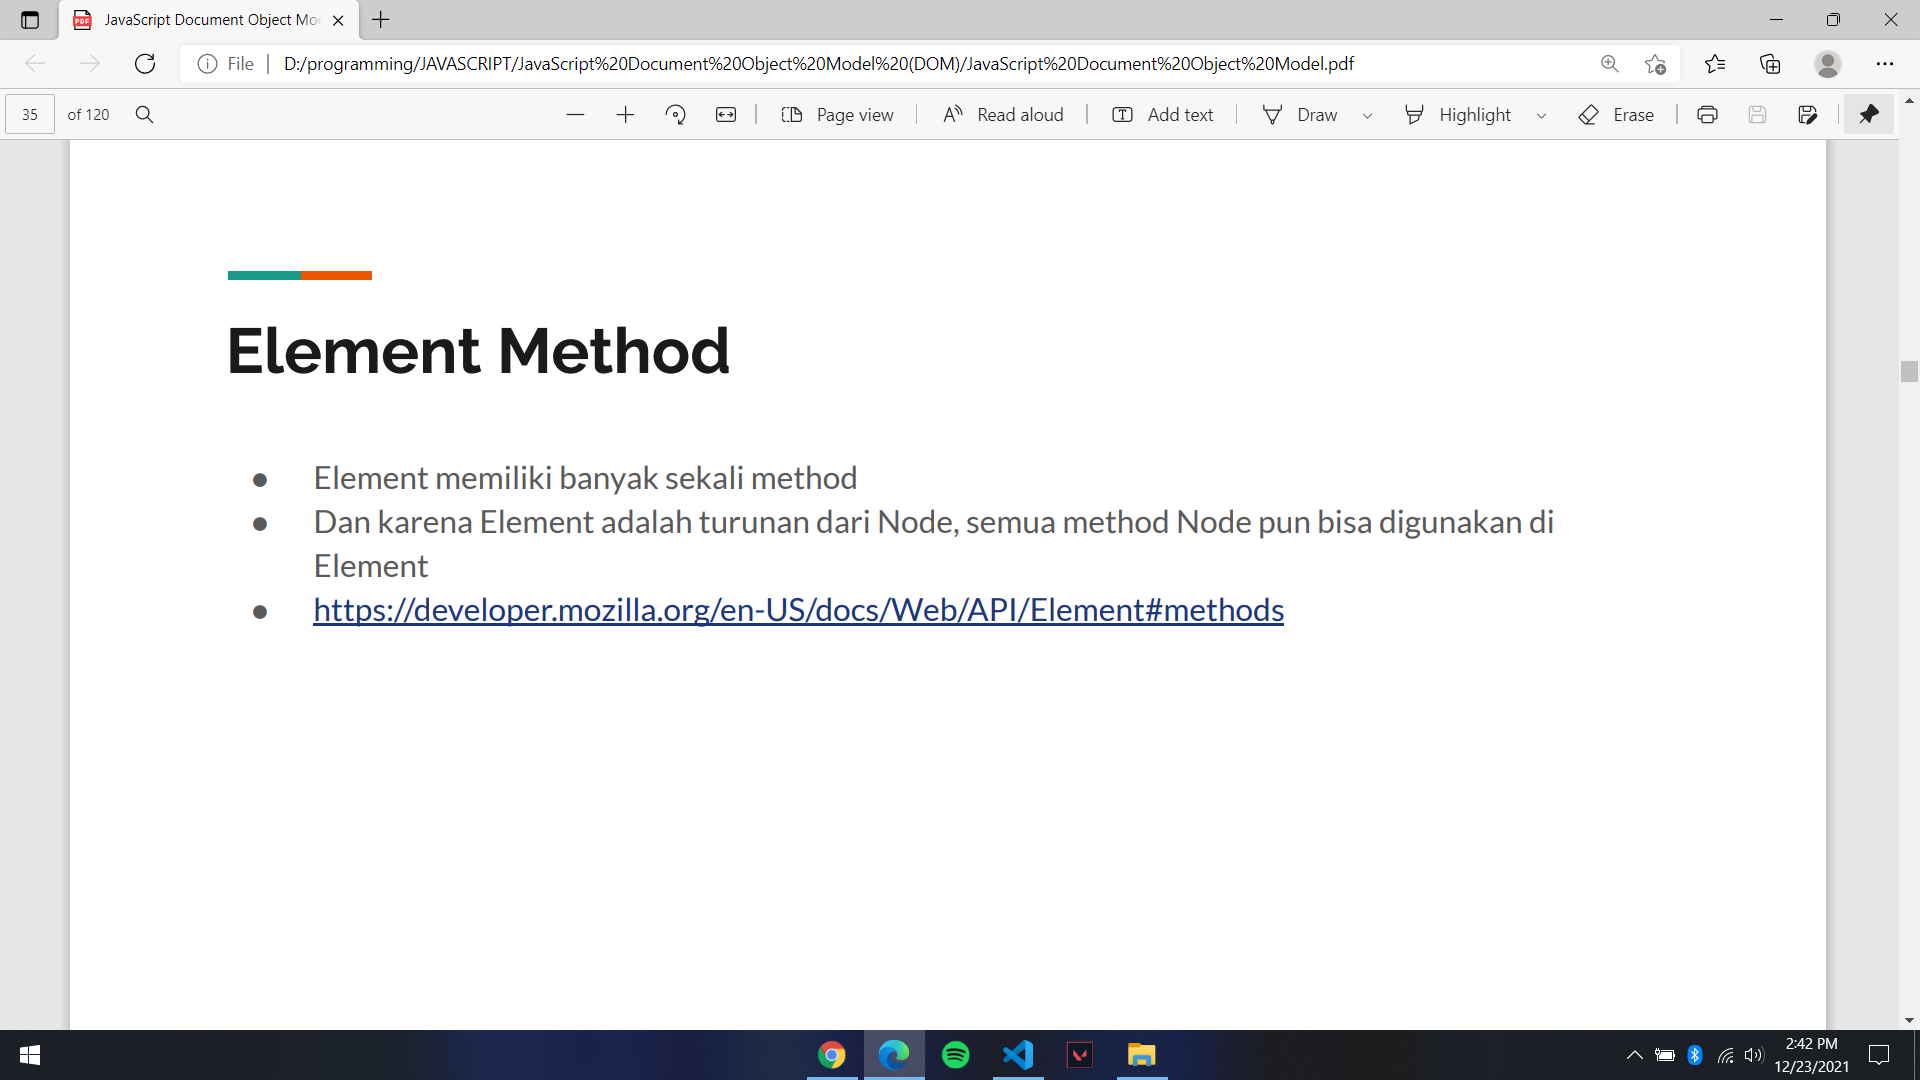 JavaScript Document Object Mo
File
D:/programming/JAVASCRIPT/JavaScript%20Document%20Object%20Model%20(DOM)/JavaScript%20Document%20Object%20Model.pdf
35 of 120
Page view
Read aloud
Add text
Draw
Highlight
Erase
Element Method
● Element memiliki banyak sekali method
● Dan karena Element adalah turunan dari Node, semua method Node pun bisa digunakan di
Element
● https://developer.mozilla.org/en-US/docs/Web/API/Element#methods
2:42 PM
12/23/2021